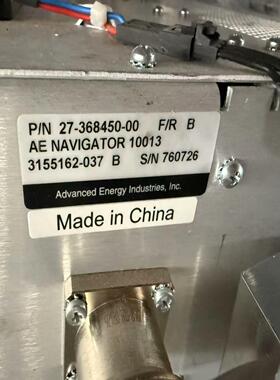 P/N 27-368450-00 F/R B
AE NAVIGATOR 10013
3155162-037 B S/N 760726
Advanced Energy Industries, Inc.
Made in China